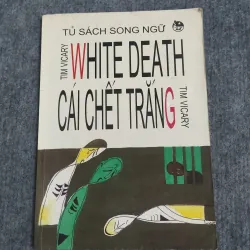 TỦ SÁCH SONG NGỮ
TIM VICARY
WHITE DEATH
CÁI CHẾT TRẮNG
TIM VICARY